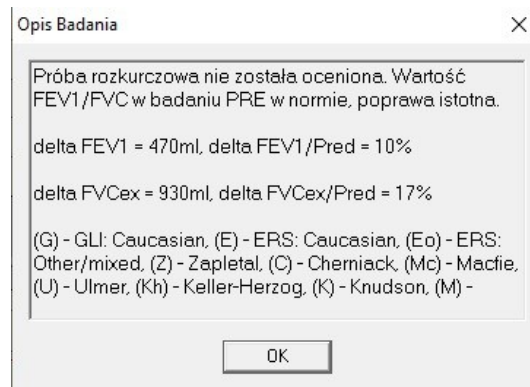 Opis Badania
Próba rozkurczowa nie została oceniona. Wartość
FEV1/FVC w badaniu PRE w normie, poprawa istotna.
delta FEV1 = 470ml, delta FEV1/Pred = 10%
delta FVCex = 930ml, delta FVCex/Pred = 17%
(G) - GLI: Caucasian, (E) - ERS: Caucasian, (Eo) - ERS:
Other/mixed, (Z) - Zapletal, (C) - Cherniack, (Mc) - Macfie,
(U) - Ulmer, (Kh) - Keller-Herzog, (K) - Knudson, (M) -
OK